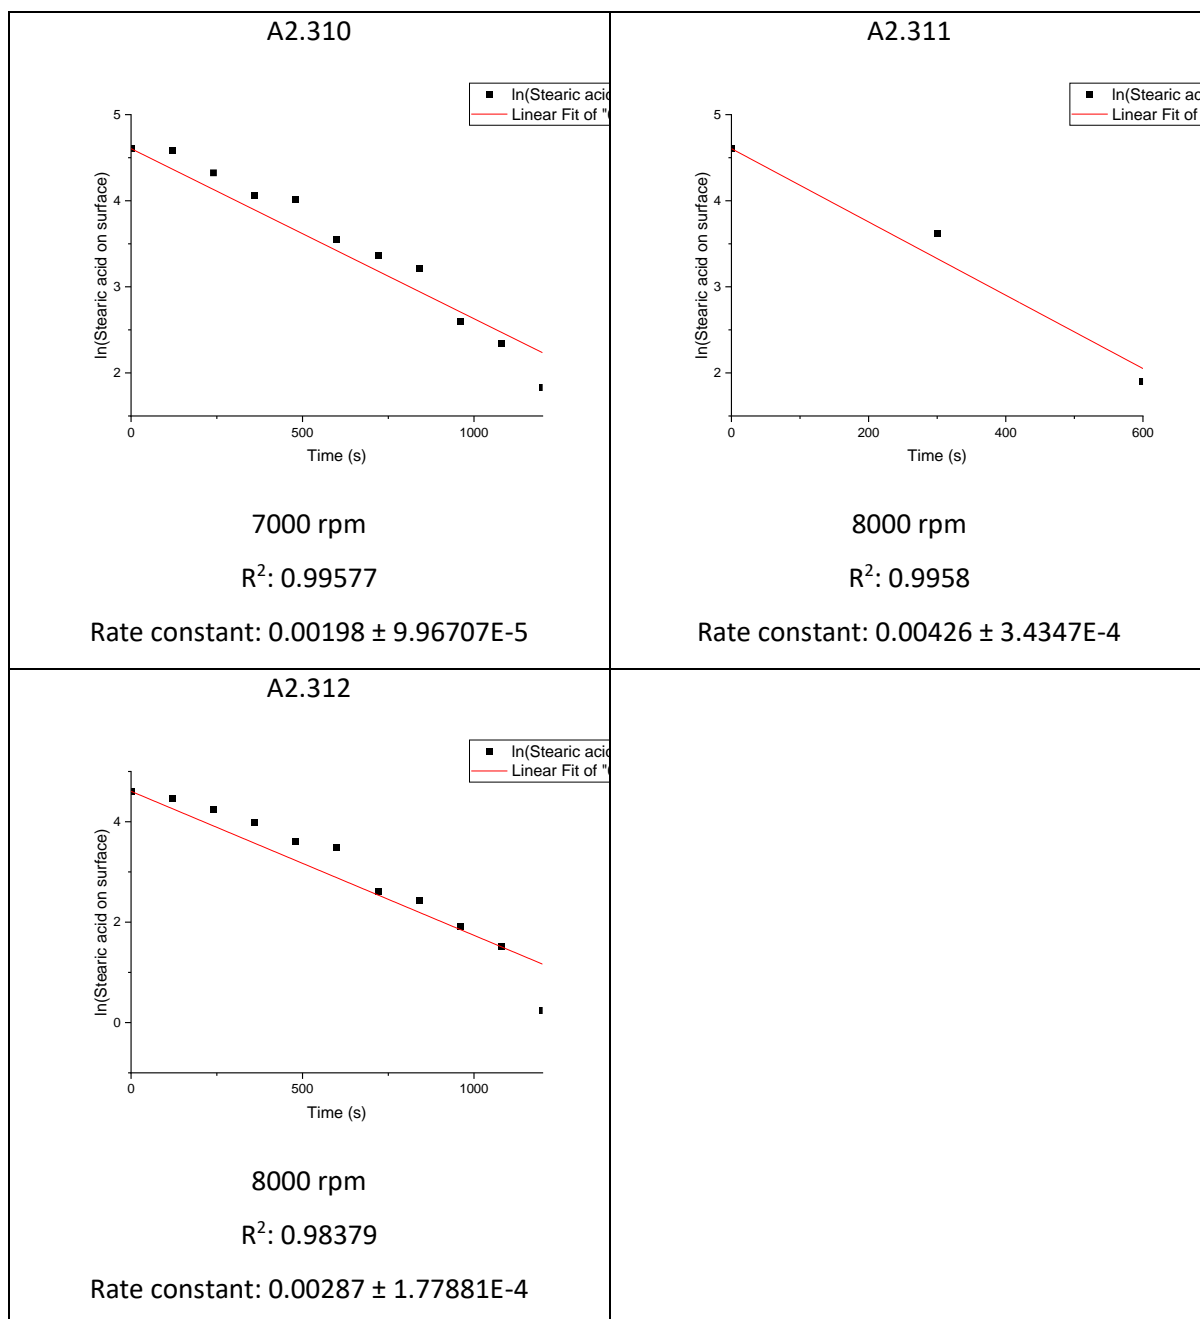 A2.310
ln(Stearic acid
Linear Fit of "
5
4
3
2
0
500
1000
ln(Stearic acid on surface)
Time (s)
7000 rpm
R²: 0.99577
Rate constant: 0.00198 ± 9.96707E-5
A2.311
ln(Stearic ac
Linear Fit of
5
4
3
2
0
200
400
600
ln(Stearic acid on surface)
Time (s)
8000 rpm
R²: 0.9958
Rate constant: 0.00426 ± 3.4347E-4
A2.312
ln(Stearic acid
Linear Fit of "
4
2
0
0
500
1000
ln(Stearic acid on surface)
Time (s)
8000 rpm
R²: 0.98379
Rate constant: 0.00287 ± 1.77881E-4